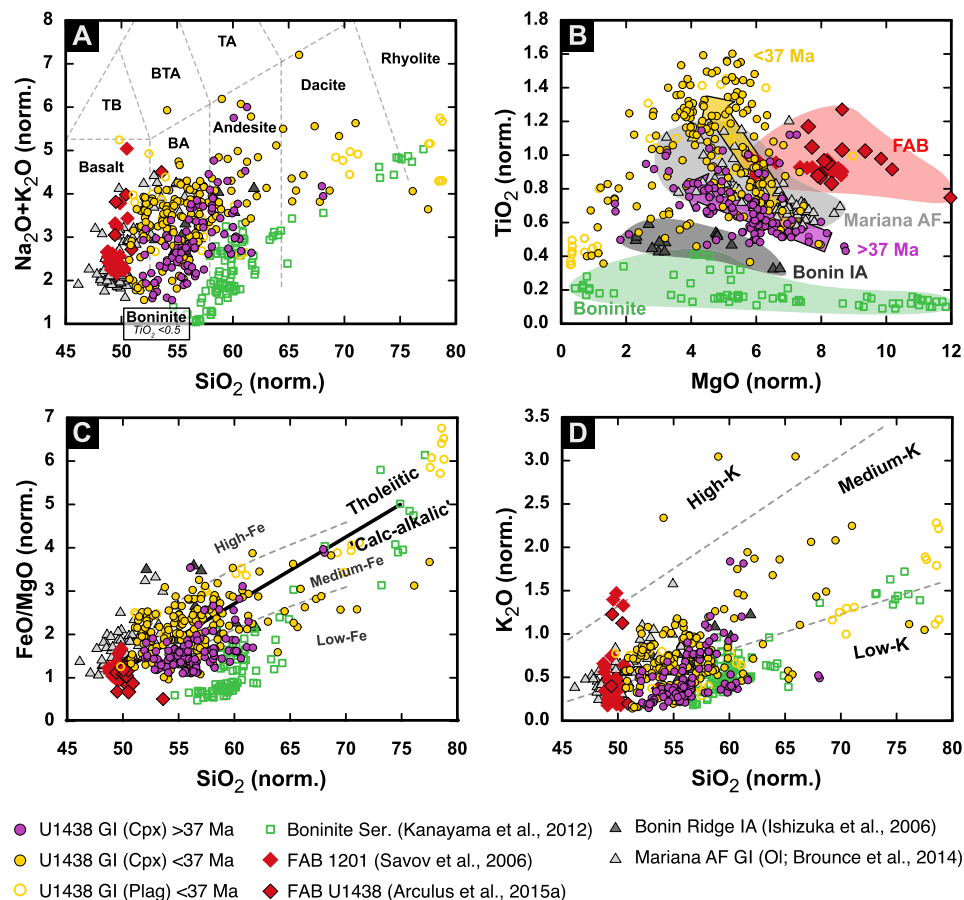 A
Na2O+K2O (norm.)
8
7
6
5
4
3
2
1
TA
BTA
Rhyolite
Dacite
TB
Andesite
BA
Basalt
Boninite
TiO2 <0.5
45 50 55 60 65 70 75 80
SiO2 (norm.)
B
TiO2 (norm.)
1.8
1.6
1.4
1.2
1.0
0.8
0.6
0.4
0.2
0.0
<37 Ma
FAB
Mariana AF
>37 Ma
Bonin IA
Boninite
0 2 4 6 8 10 12
MgO (norm.)
C
FeO/MgO (norm.)
7
6
5
4
3
2
1
0
Tholeiitic
'Calc-alkalic'
High-Fe
Medium-Fe
Low-Fe
45 50 55 60 65 70 75 80
SiO2 (norm.)
D
K2O (norm.)
3.5
3.0
2.5
2.0
1.5
1.0
0.5
0.0
High-K
Medium-K
Low-K
45 50 55 60 65 70 75 80
SiO2 (norm.)
U1438 GI (Cpx) >37 Ma
U1438 GI (Cpx) <37 Ma
U1438 GI (Plag) <37 Ma
Boninite Ser. (Kanayama et al., 2012)
FAB 1201 (Savov et al., 2006)
FAB U1438 (Arculus et al., 2015a)
Bonin Ridge IA (Ishizuka et al., 2006)
Mariana AF GI (Ol; Brounce et al., 2014)